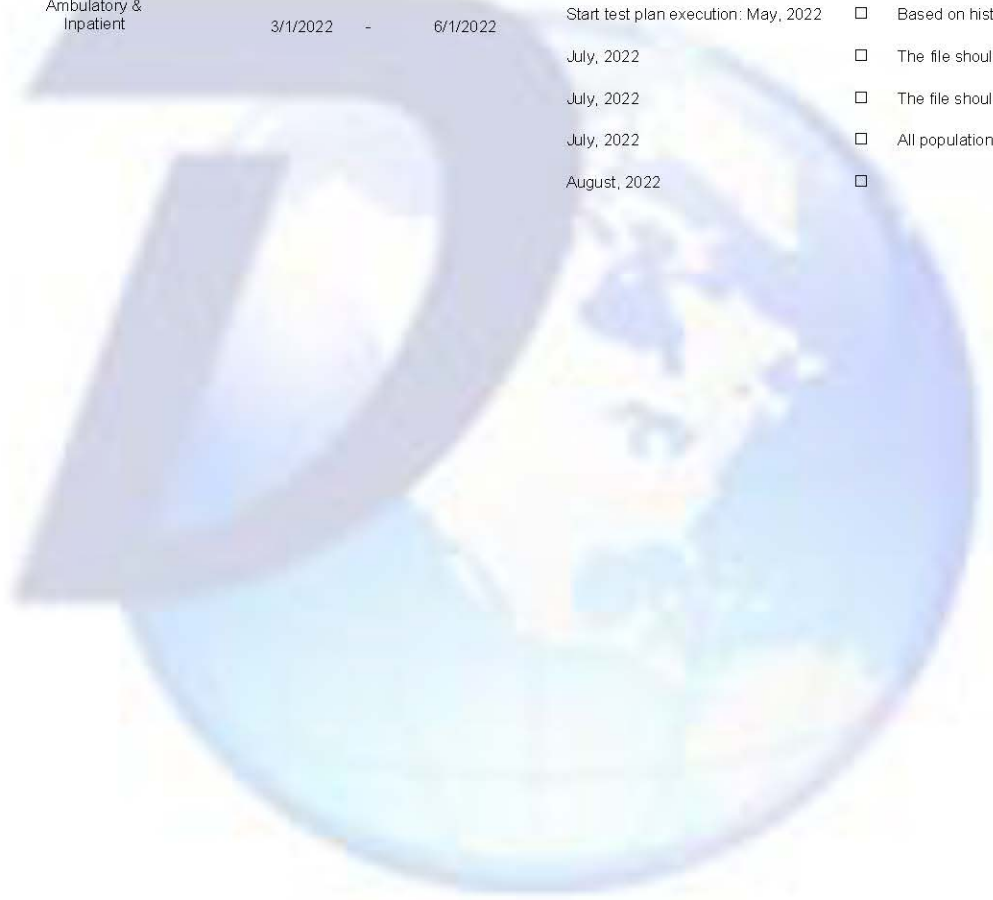 Ambulatory &
Inpatient 3/1/2022 - 6/1/2022
Start test plan execution: May, 2022 ☐ Based on hist
July, 2022 ☐ The file shoul
July, 2022 ☐ The file shoul
July, 2022 ☐ All population
August, 2022 ☐